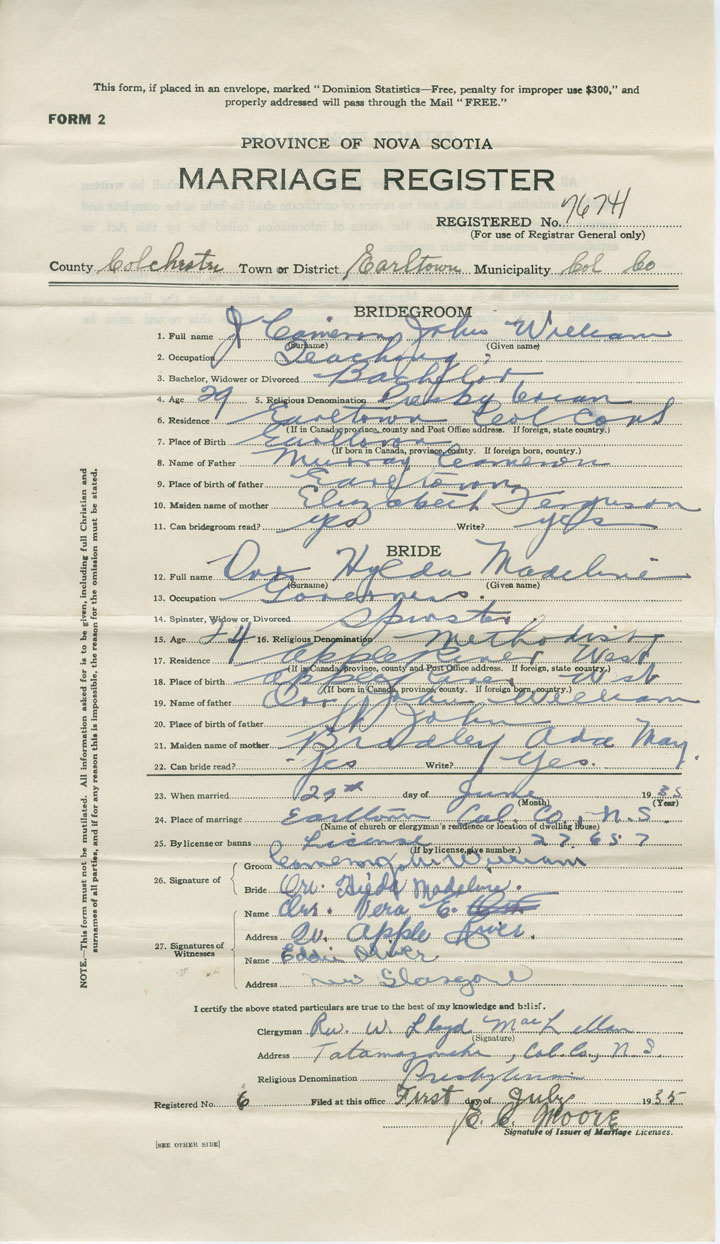 This form, if placed in an envelope, marked "Dominion Statistics—Free, penalty for improper use $300," and
properly addressed will pass through the Mail "FREE."
FORM 2
PROVINCE OF NOVA SCOTIA
MARRIAGE REGISTER
REGISTERED No. 7674
(For use of Registrar General only)
County Colchester Town or District Earltown Municipality Col Co
BRIDEGROOM
1. Full name Cameron John William
(Surname) (Given name)
2. Occupation Teaching
3. Bachelor, Widower or Divorced Bachelor
4. Age 29 5. Religious Denomination Presbyterian
6. Residence Earltown Col Co N S
(If in Canada, province, county and Post Office address. If foreign, state country.)
7. Place of Birth Earltown
(If born in Canada, province, county. If foreign born, country.)
8. Name of Father Murray Cameron
9. Place of birth of father Earltown
10. Maiden name of mother Elizabeth Ferguson
11. Can bridegroom read? yes Write? yes
BRIDE
12. Full name Orr Hylda Madeline
(Surname) (Given name)
13. Occupation Governess.
14. Spinster, Widow or Divorced Spinster
15. Age 24 16. Religious Denomination Methodist
17. Residence Apple River West
(If in Canada, province, county and Post Office address. If foreign, state country.)
18. Place of birth Apple River West
(If born in Canada, province, county. If foreign born, country.)
19. Name of father Orr John William
20. Place of birth of father St John
21. Maiden name of mother Bradley Ada May.
22. Can bride read? Yes Write? Yes.
23. When married 29th day of June 1935
(Month) (Year)
24. Place of marriage Earltown Col. Co, N.S
(Name of church or clergyman's residence or location of dwelling house)
25. By license or banns License 27657
(If by license, give number.)
26. Signature of
Groom Cameron John William
Bride Orr. Hylda Madeline.
27. Signatures of Witnesses
Name Vera E.
Address W. Apple River.
Name Eddie
Address New Glasgow
I certify the above stated particulars are true to the best of my knowledge and belief.
Clergyman Rev. W. Lloyd MacLellan
(Signature)
Address Tatamagouche, Col. Co., N.S.
Religious Denomination Presbyterian
Registered No. 6 Filed at this office First day of July 1935
E. C. Moore
Signature of Issuer of Marriage Licenses.
[SEE OTHER SIDE]
NOTE.—This form must not be mutilated. All information asked for is to be given, including full Christian and
surnames of all parties, and if for any reason this is impossible, the reason for the omission must be stated.